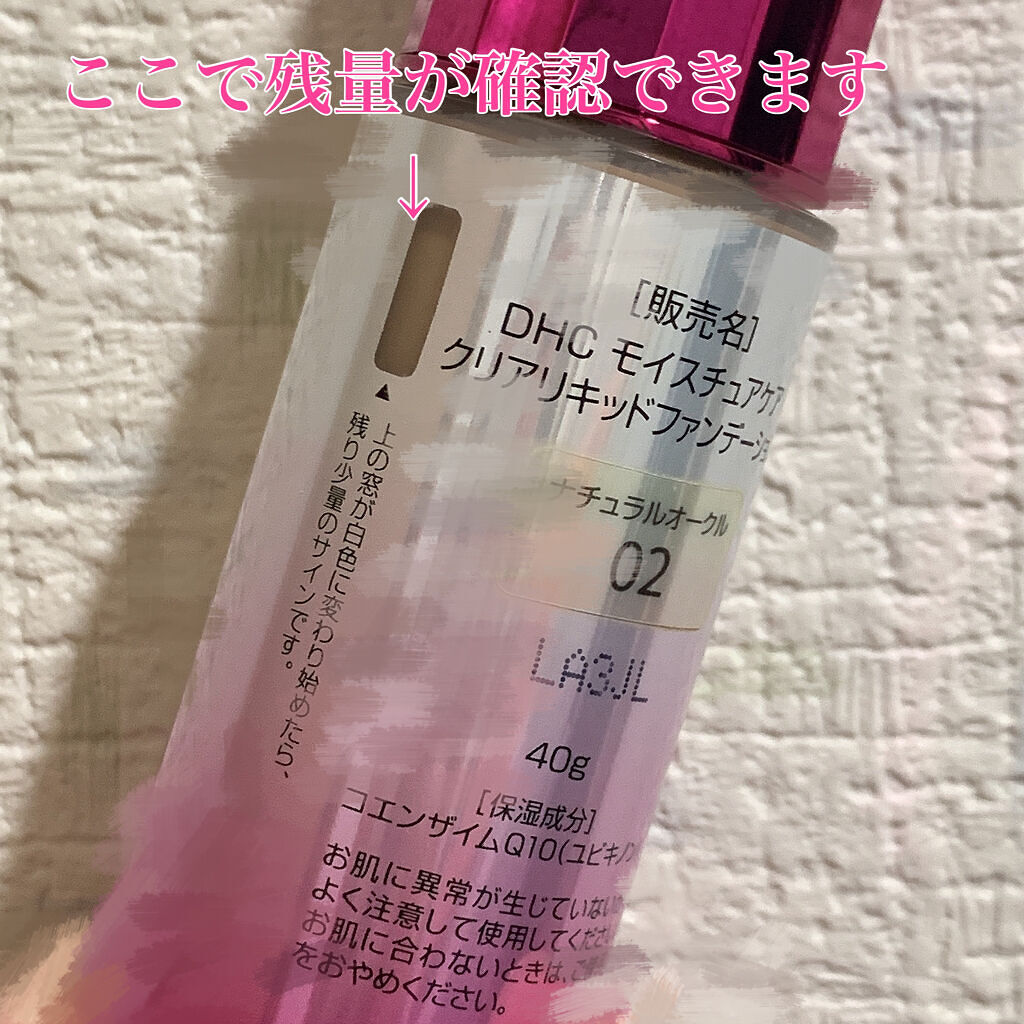 ここで残量が確認できます
↓
[販売名]
DHC モイスチュアケア
クリアリキッドファンデーショ
▲上の窓が白色に変わり始めたら、
残り少量のサインです。
ナチュラルオークル
02
LA3JL
40g
[保湿成分]
コエンザイムQ10(ユビキノン
お肌に異常が生じていないか
よく注意して使用してくださ
お肌に合わないときは、ご使
をおやめください。